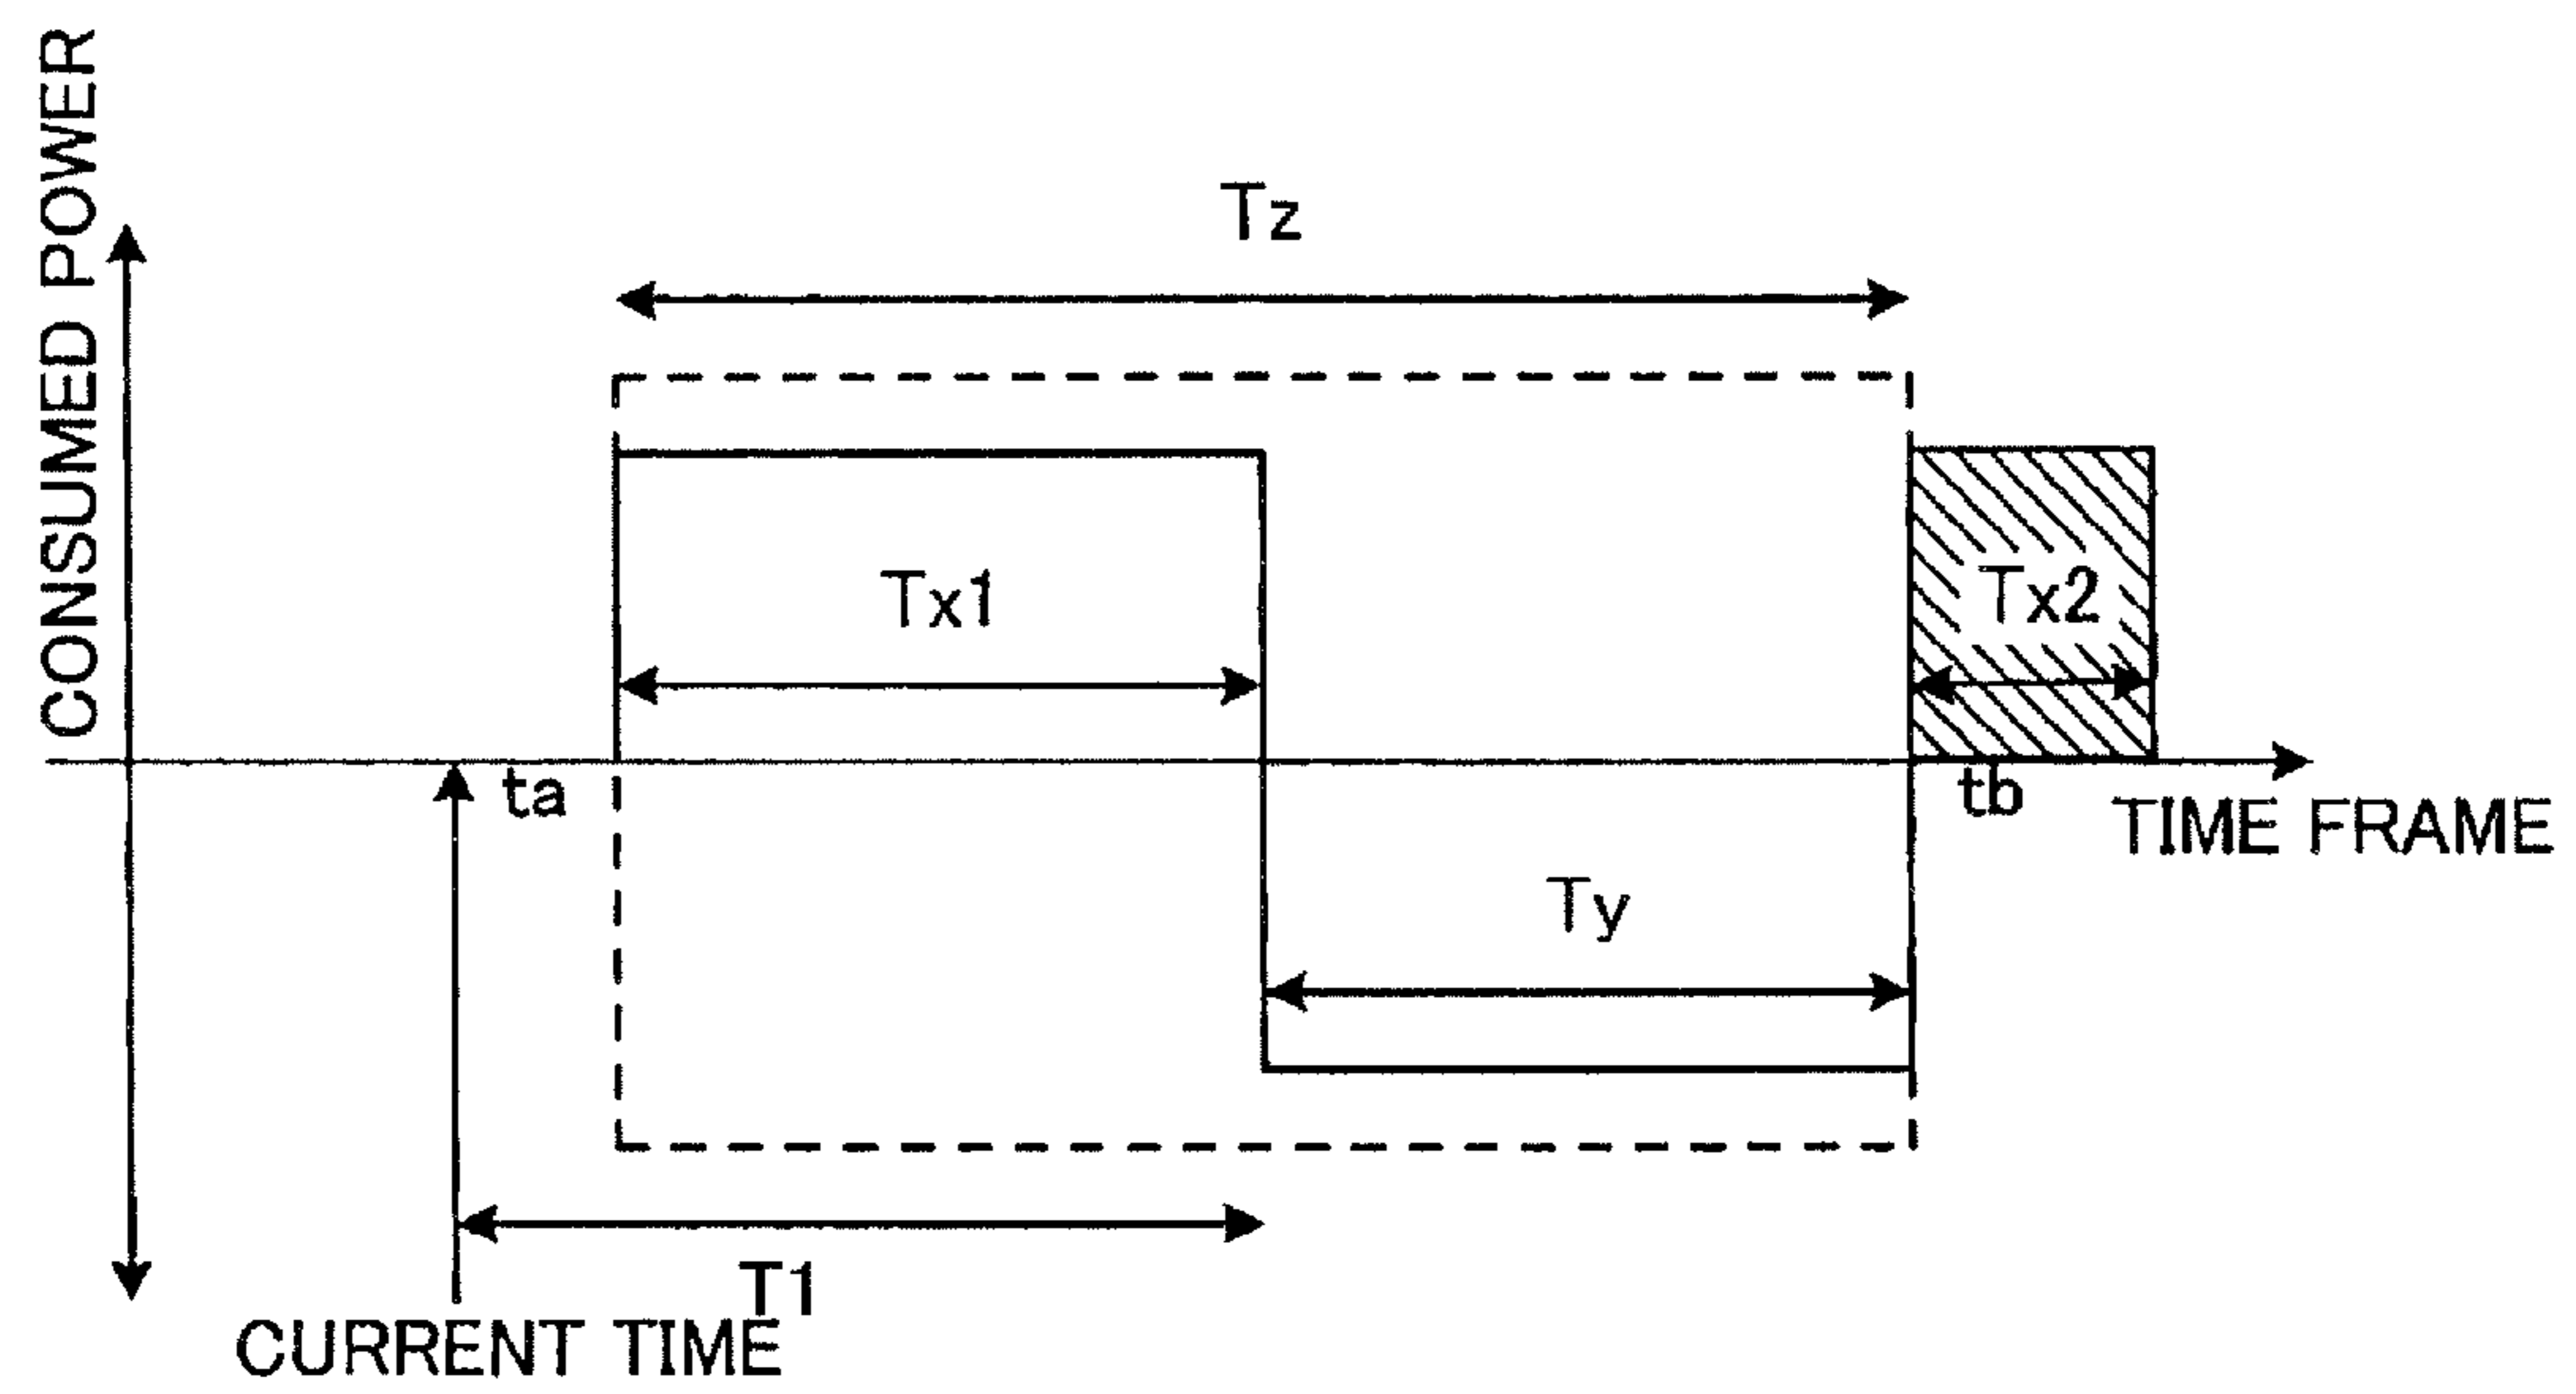 CONSUMED POWER
Tz
Tx1
Tx2
ta
tb
TIME FRAME
Ty
T1
CURRENT TIME